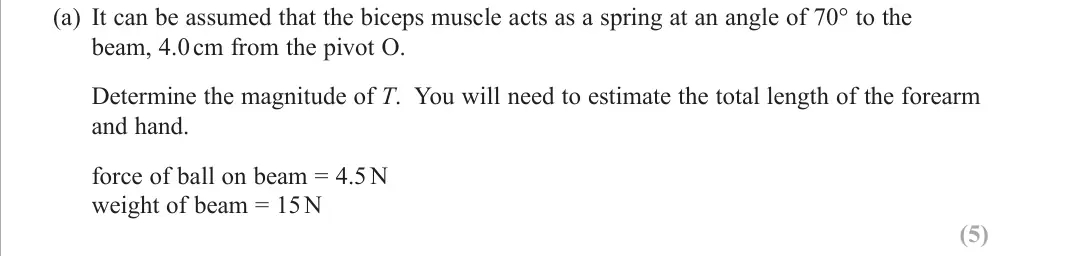 (a) It can be assumed that the biceps muscle acts as a spring at an angle of 70° to the
beam, 4.0 cm from the pivot O.
Determine the magnitude of T. You will need to estimate the total length of the forearm
and hand.
force of ball on beam = 4.5 N
weight of beam = 15 N
(5)